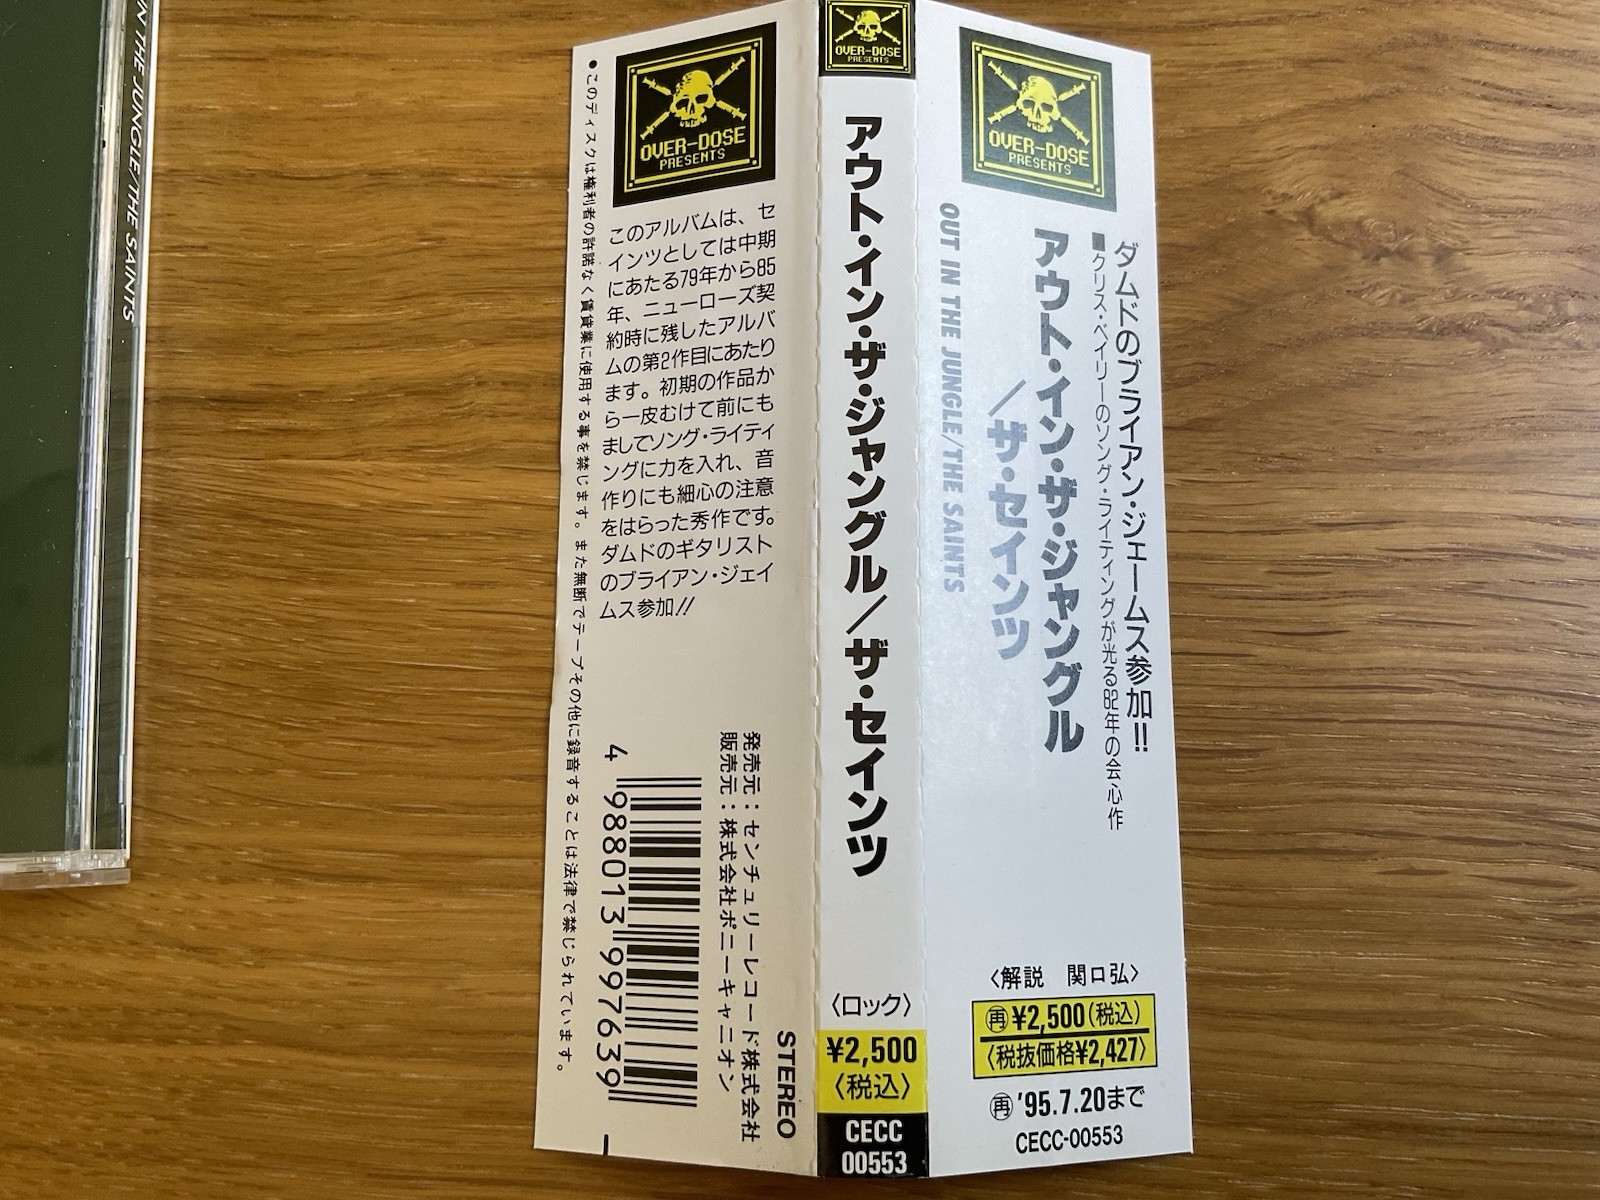 IN THE JUNGLE/THE SAINTS
●このディスクは権利者の許諾なく賃貸業に使用する事を禁じます。また無断でテープその他に録音することは法律で禁じられています。
OVER-DOSE
PRESENTS
このアルバムは、セ
インツとしては中期
にあたる79年から85
年、ニューローズ契
約時に残したアルバ
ムの第2作目にあたり
ます。初期の作品か
ら一皮むけて前にも
ましてソング・ライティ
ングに力を入れ、音
作りにも細心の注意
をはらった秀作です。
ダムドのギタリスト
のブライアン・ジェイ
ムス参加!!
発売元：センチュリーレコード株式会社
販売元：株式会社ポニーキャニオン
4 988013 997639
STEREO
OVER-DOSE
PRESENTS
アウト・イン・ザ・ジャングル／ザ・セインツ
〈ロック〉
¥2,500
〈税込〉
CECC
00553
OVER-DOSE
PRESENTS
ダムドのブライアン・ジェームス参加!!
■クリス・ベイリーのソング・ライティングが光る82年の会心作
アウト・イン・ザ・ジャングル
／ザ・セインツ
OUT IN THE JUNGLE/THE SAINTS
〈解説 関口弘〉
再¥2,500(税込)
〈税抜価格¥2,427〉
再'95.7.20まで
CECC-00553